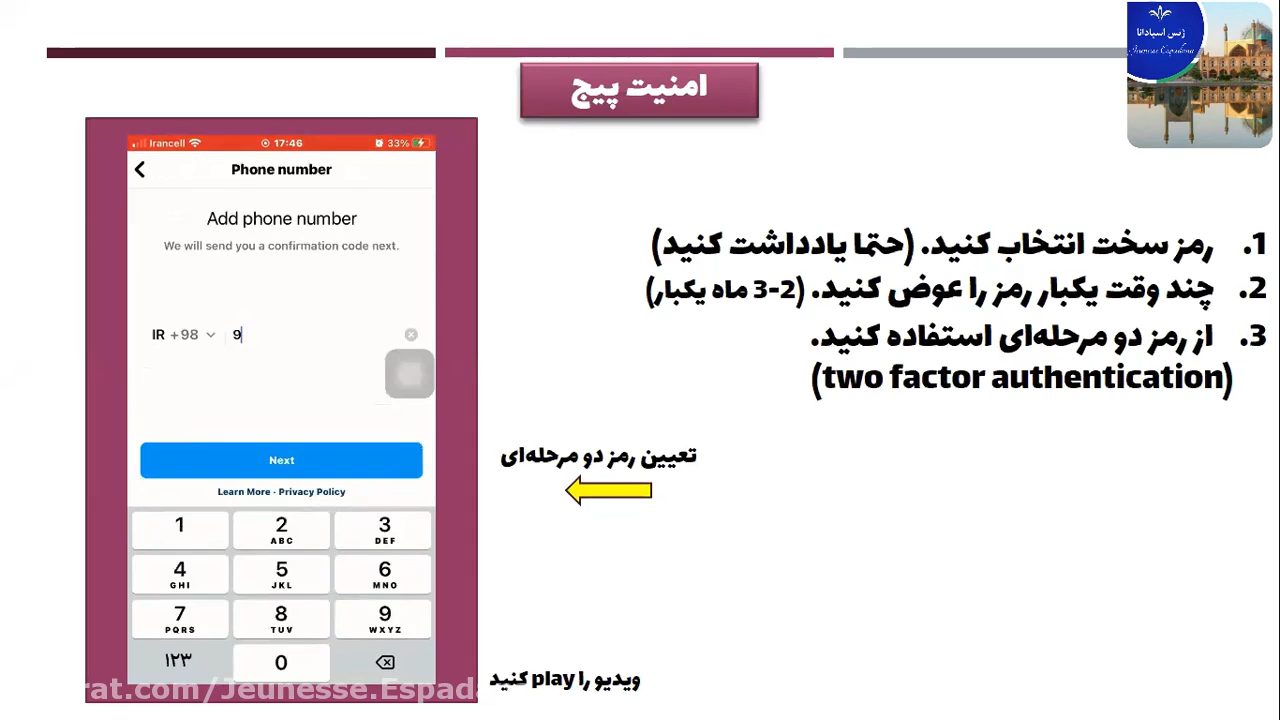 ژنس اسپادانا
Jeunesse Espadana
امنیت پیج
Irancell 17:46 33%
Phone number
Add phone number
We will send you a confirmation code next.
IR +98 9
Next
Learn More - Privacy Policy
1 2 3
ABC DEF
4 5 6
GHI JKL MNO
7 8 9
PQRS TUV WXYZ
۱۲۳ 0
1. رمز سخت انتخاب کنید. (حتما یادداشت کنید)
2. چند وقت یکبار رمز را عوض کنید. (2-3 ماه یکبار)
3. از رمز دو مرحله‌ای استفاده کنید.
(two factor authentication)
تعیین رمز دو مرحله‌ای
ویدیو را play کنید
rat.com/Jeunesse.Espada